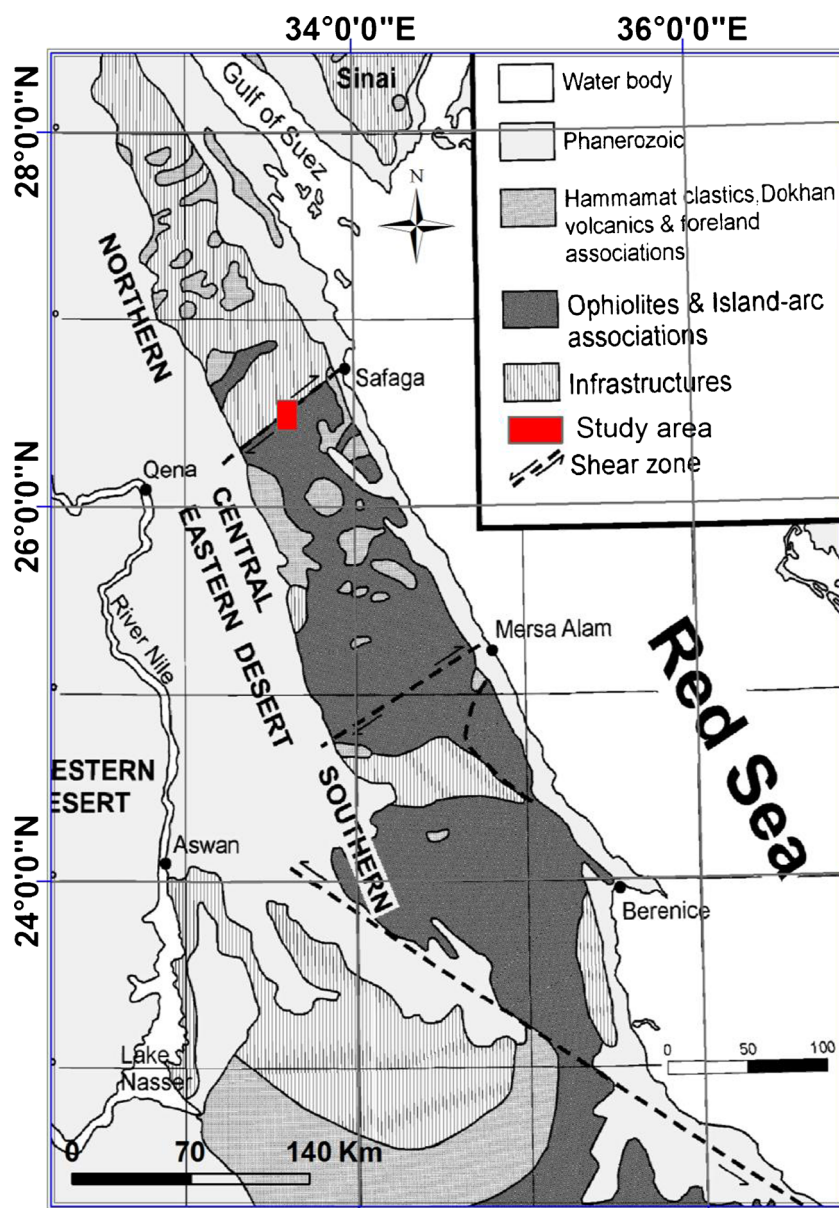 34°0'0"E
36°0'0"E
28°0'0"N
26°0'0"N
24°0'0"N
Sinai
Gulf of Suez
N
Water body
Phanerozoic
Hammamat clastics,Dokhan
volcanics & foreland
associations
Ophiolites & Island-arc
associations
Infrastructures
Study area
Shear zone
NORTHERN
Safaga
Qena
CENTRAL
EASTERN DESERT
River Nile
Mersa Alam
Red Sea
ESTERN
ESERT
SOUTHERN
Aswan
Berenice
Lake
Nasser
0 50 100
0 70 140 Km